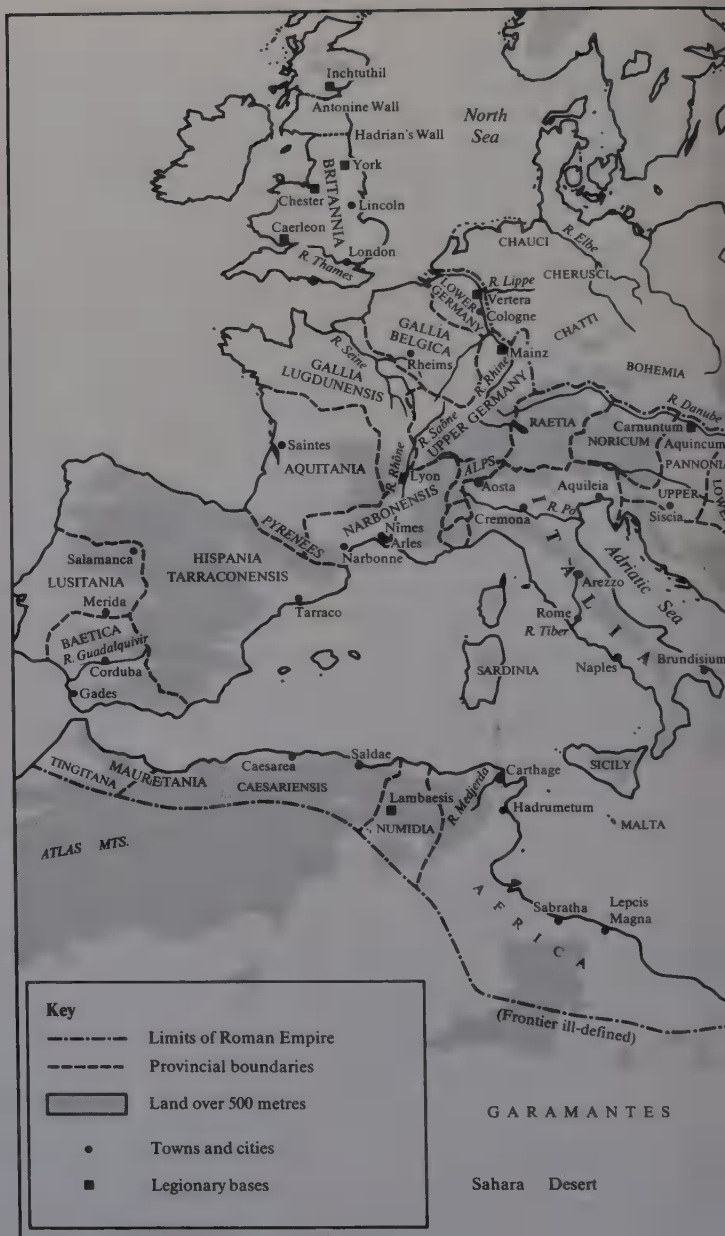 Inchtuthil
Antonine Wall
North
Sea
Hadrian's Wall
York
BRITANNIA
Chester
Lincoln
Caerleon
London
R. Thames
CHAUCI
R. Elbe
CHERUSCI
R. Lippe
LOWER
GERMANY
Vertera
Cologne
CHATTI
GALLIA
BELGICA
Mainz
R. Seine
Rheims
R. Rhine
BOHEMIA
GALLIA
LUGDUNENSIS
UPPER GERMANY
R. Saône
R. Danube
RAETIA
Carnuntum
NORICUM
Aquincum
PANNONIA
Saintes
AQUITANIA
R. Rhône
Lyon
ALPS
Aosta
Aquileia
UPPER
LOWER
Siscia
NARBONENSIS
Cremona
R. Po
PYRENEES
Nîmes
Arles
Narbonne
ITALIA
Adriatic Sea
Salamanca
HISPANIA
TARRACONENSIS
LUSITANIA
Arezzo
Merida
Tarraco
Rome
R. Tiber
BAETICA
R. Guadalquivir
Corduba
SARDINIA
Naples
Brundisium
Gades
TINGITANA
MAURETANIA
Caesarea
CAESARIENSIS
Saldae
SICILY
Carthage
R. Medjerda
Lambaesis
NUMIDIA
Hadrumetum
MALTA
ATLAS MTS.
AFRICA
Sabratha
Lepcis
Magna
(Frontier ill-defined)
Key
Limits of Roman Empire
Provincial boundaries
Land over 500 metres
Towns and cities
Legionary bases
GARAMANTES
Sahara Desert